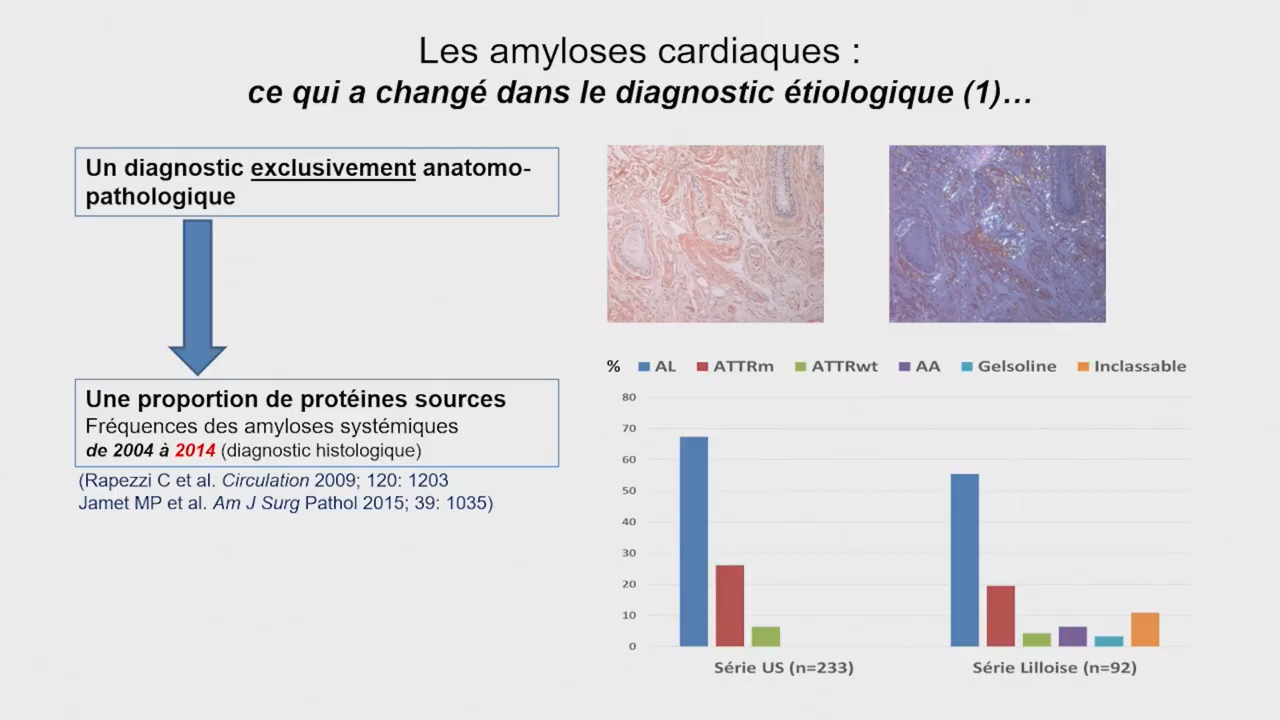 Les amyloses cardiaques :
ce qui a changé dans le diagnostic étiologique (1)…
Un diagnostic exclusivement anatomo-
pathologique
Une proportion de protéines sources
Fréquences des amyloses systémiques
de 2004 à 2014 (diagnostic histologique)
(Rapezzi C et al. Circulation 2009; 120: 1203
Jamet MP et al. Am J Surg Pathol 2015; 39: 1035)
% AL ATTRm ATTRwt AA Gelsoline Inclassable
80
70
60
50
40
30
20
10
0
Série US (n=233) Série Lilloise (n=92)